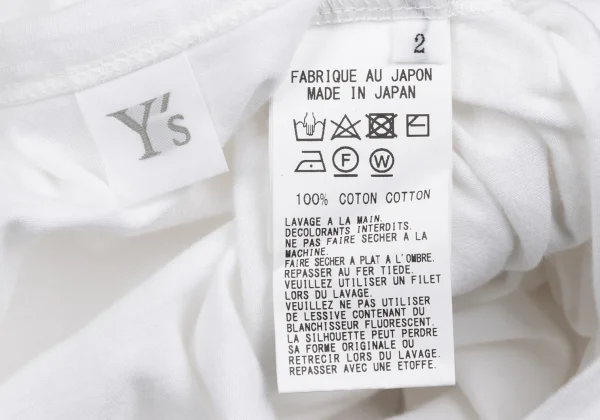 Y's
2
FABRIQUE AU JAPON
MADE IN JAPAN
F W
100% COTON COTTON
LAVAGE A LA MAIN.
DECOLORANTS INTERDITS.
NE PAS FAIRE SECHER A LA
MACHINE.
FAIRE SECHER A PLAT A L'OMBRE.
REPASSER AU FER TIEDE.
VEUILLEZ UTILISER UN FILET
LORS DU LAVAGE.
VEUILLEZ NE PAS UTILISER
DE LESSIVE CONTENANT DU
BLANCHISSEUR FLUORESCENT.
LA SILHOUETTE PEUT PERDRE
SA FORME ORIGINALE OU
RETRECIR LORS DU LAVAGE.
REPASSER AVEC UNE ETOFFE.